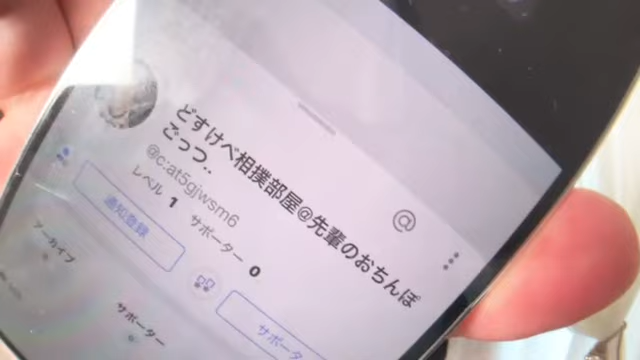 どすけべ相撲部屋@先輩のおちんぽ
ごっつ..
@c:at5gjwsm6
レベル 1 サポーター 0
通知登録
サポータ
アーカイブ
サポーター